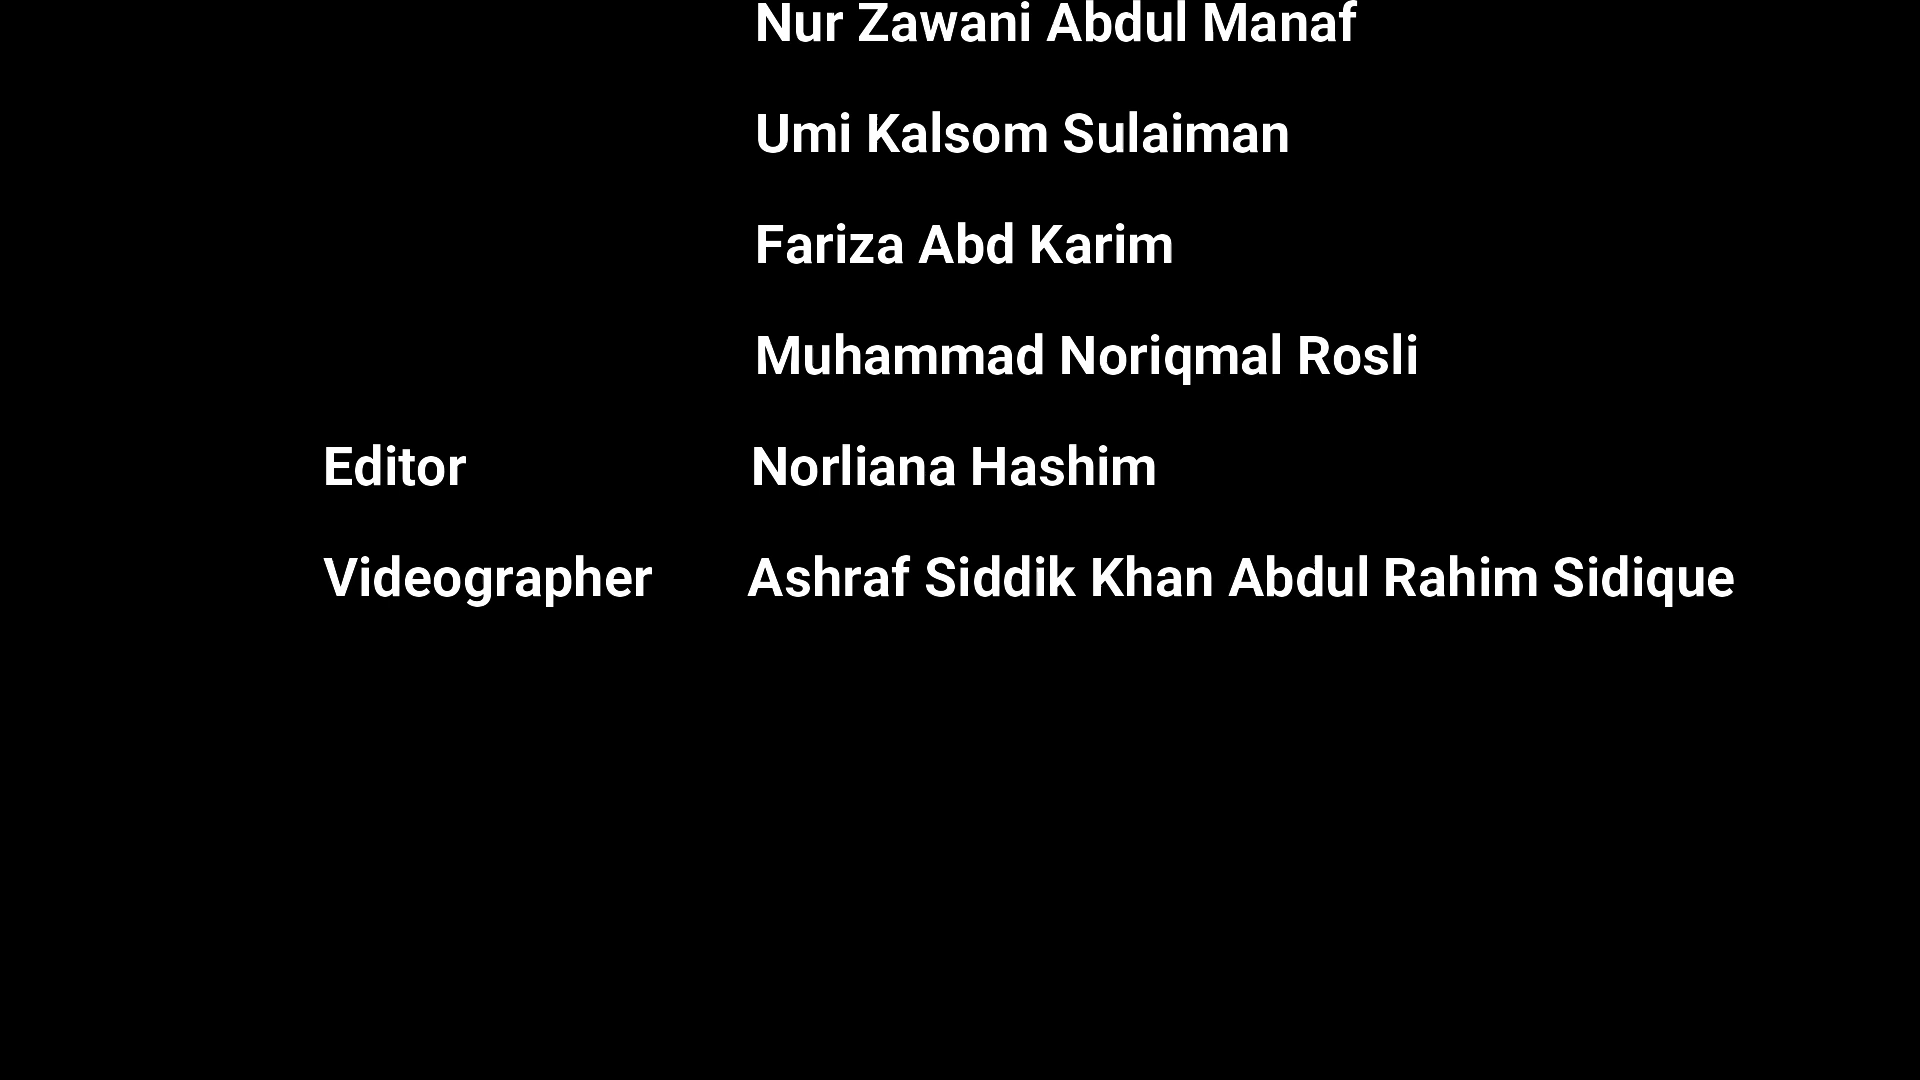 Nur Zawani Abdul Manaf
Umi Kalsom Sulaiman
Fariza Abd Karim
Muhammad Noriqmal Rosli
Editor Norliana Hashim
Videographer Ashraf Siddik Khan Abdul Rahim Sidique